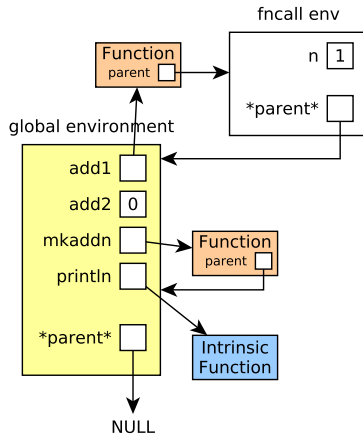 fncall env
Function
parent
n 1
*parent*
global environment
add1
add2 0
mkaddn
println
*parent*
Function
parent
Intrinsic
Function
NULL